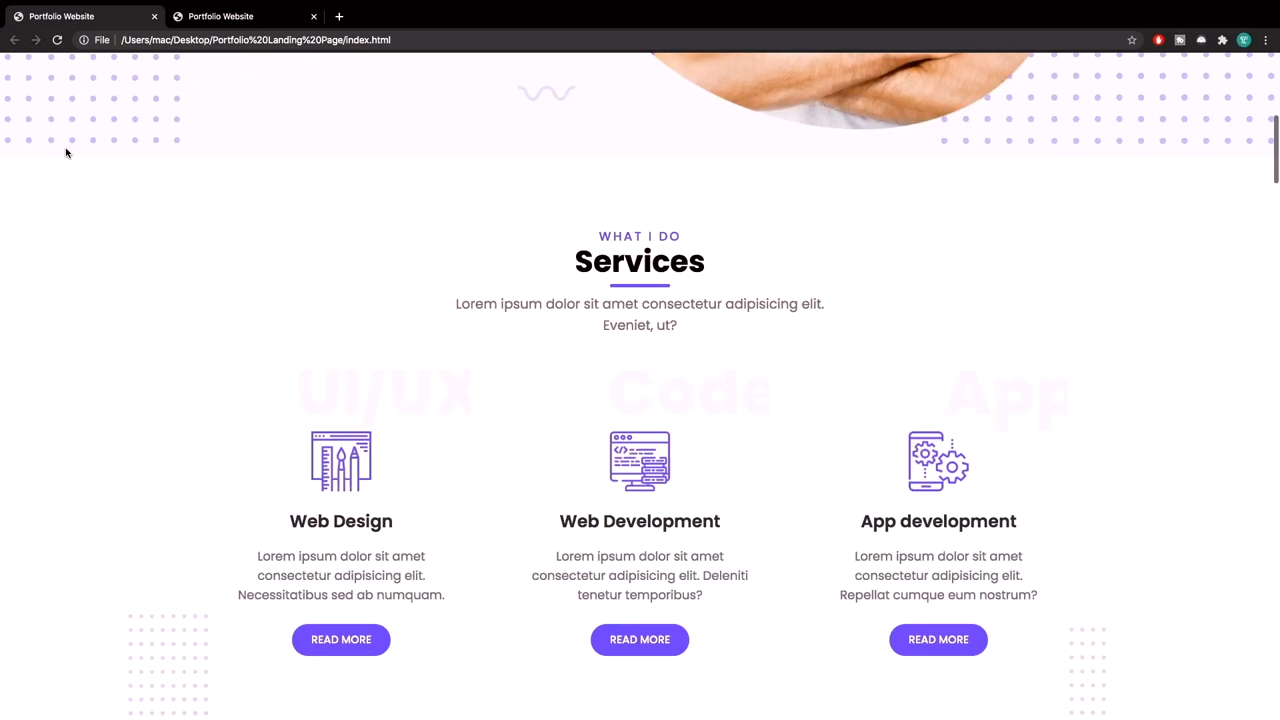 Portfolio Website
Portfolio Website
File /Users/mac/Desktop/Portfolio%20Landing%20Page/index.html
WHAT I DO
Services
Lorem ipsum dolor sit amet consectetur adipisicing elit.
Eveniet, ut?
UI/UX Code App
Web Design
Lorem ipsum dolor sit amet
consectetur adipisicing elit.
Necessitatibus sed ab numquam.
READ MORE
Web Development
Lorem ipsum dolor sit amet
consectetur adipisicing elit. Deleniti
tenetur temporibus?
READ MORE
App development
Lorem ipsum dolor sit amet
consectetur adipisicing elit.
Repellat cumque eum nostrum?
READ MORE